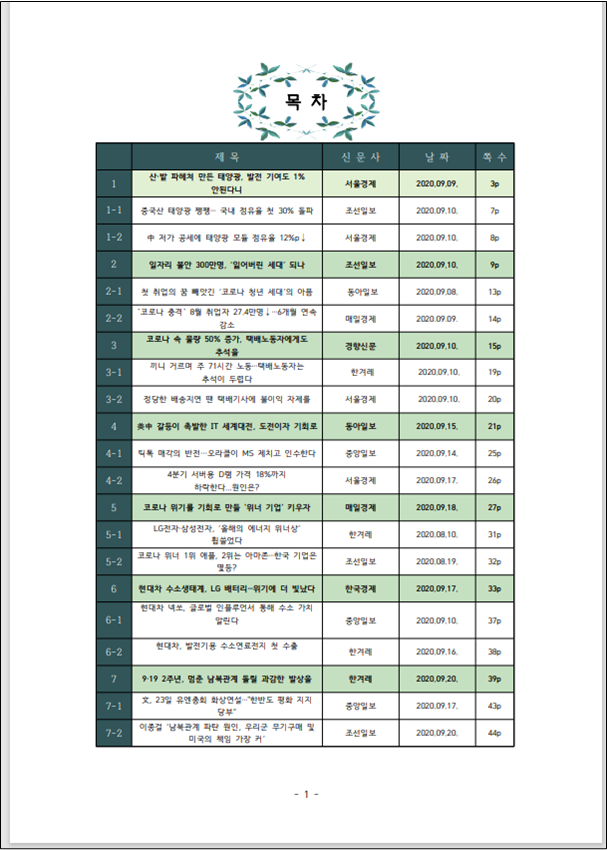 목 차
제 목 신 문 사 날 짜 쪽 수
1 산·밭 파헤쳐 만든 태양광, 발전 기여도 1% 서울경제 2020.09.09. 3p
안된다니
1-1 중국산 태양광 쨍쨍… 국내 점유율 첫 30% 돌파 조선일보 2020.09.10. 7p
1-2 中 저가 공세에 태양광 모듈 점유율 12%p↓ 서울경제 2020.09.10. 8p
2 일자리 불안 300만명, '잃어버린 세대' 되나 조선일보 2020.09.10. 9p
2-1 첫 취업의 꿈 빼앗긴 '코로나 청년 세대'의 아픔 동아일보 2020.09.08. 13p
2-2 '코로나 충격' 8월 취업자 27.4만명↓…6개월 연속 매일경제 2020.09.09. 14p
감소
3 코로나 속 물량 50% 증가, 택배노동자에게도 경향신문 2020.09.10. 15p
추석을
3-1 끼니 거르며 주 71시간 노동…택배노동자는 한겨레 2020.09.10. 19p
추석이 두렵다
3-2 정당한 배송지연 땐 택배기사에 불이익 자제를 서울경제 2020.09.10. 20p
4 美中 갈등이 촉발한 IT 세계대전, 도전이자 기회로 동아일보 2020.09.15. 21p
4-1 틱톡 매각의 반전…오라클이 MS 제치고 인수한다 중앙일보 2020.09.14. 25p
4-2 4분기 서버용 D램 가격 18%까지 서울경제 2020.09.17. 26p
하락한다...원인은?
5 코로나 위기를 기회로 만들 '위너 기업' 키우자 매일경제 2020.09.18. 27p
5-1 LG전자·삼성전자, '올해의 에너지 위너상' 한겨레 2020.08.10. 31p
휩쓸었다
5-2 코로나 위너 1위 애플, 2위는 아마존…한국 기업은 조선일보 2020.08.19. 32p
몇등?
6 현대차 수소생태계, LG 배터리…위기에 더 빛났다 한국경제 2020.09.17. 33p
6-1 현대차 넥쏘, 글로벌 인플루언서 통해 수소 가치 중앙일보 2020.09.10. 37p
알린다
6-2 현대차, 발전기용 수소연료전지 첫 수출 한겨레 2020.09.16. 38p
7 9·19 2주년, 멈춘 남북관계 돌릴 과감한 발상을 한겨레 2020.09.20. 39p
7-1 文, 23일 유엔총회 화상연설…"한반도 평화 지지 중앙일보 2020.09.17. 43p
당부"
7-2 이종걸 '남북관계 파탄 원인, 우리군 무기구매 및 조선일보 2020.09.20. 44p
미국의 책임 가장 커'
- 1 -